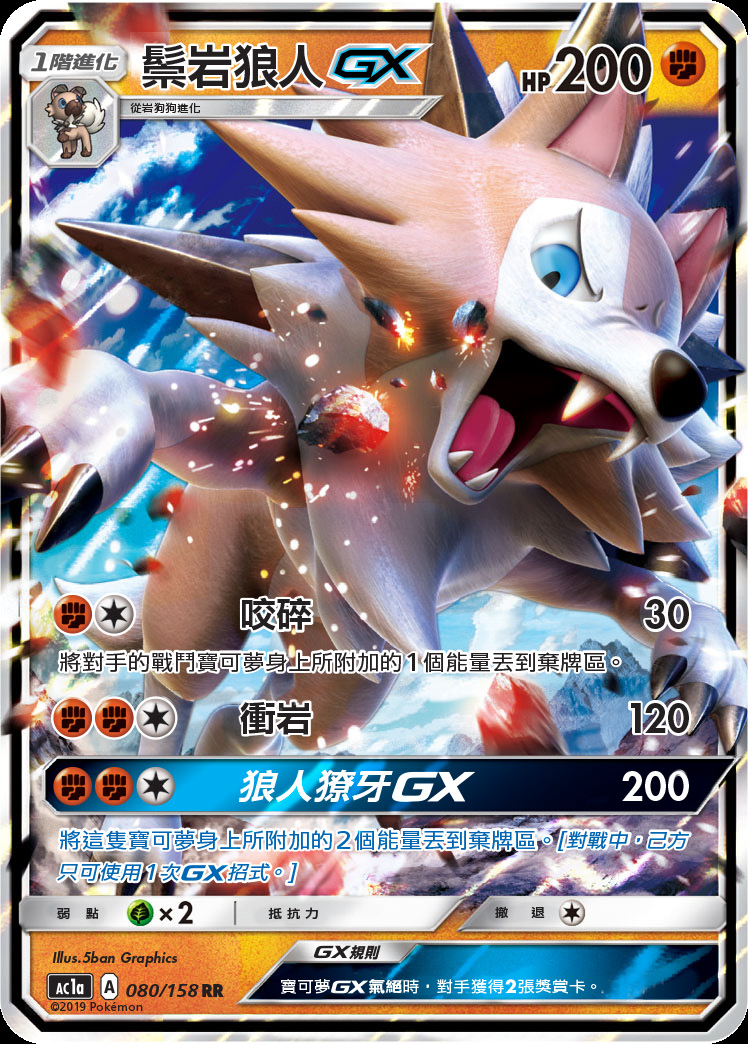 1階進化
鬃岩狼人GX
HP200
從岩狗狗進化
咬碎 30
將對手的戰鬥寶可夢身上所附加的1個能量丟到棄牌區。
衝岩 120
狼人獠牙GX 200
將這隻寶可夢身上所附加的2個能量丟到棄牌區。[對戰中,己方
只可使用1次GX招式。]
弱點 ×2 抵抗力 撤退
Illus.5ban Graphics
GX規則
AC1a A 080/158 RR
寶可夢GX氣絕時,對手獲得2張獎賞卡。
©2019 Pokémon